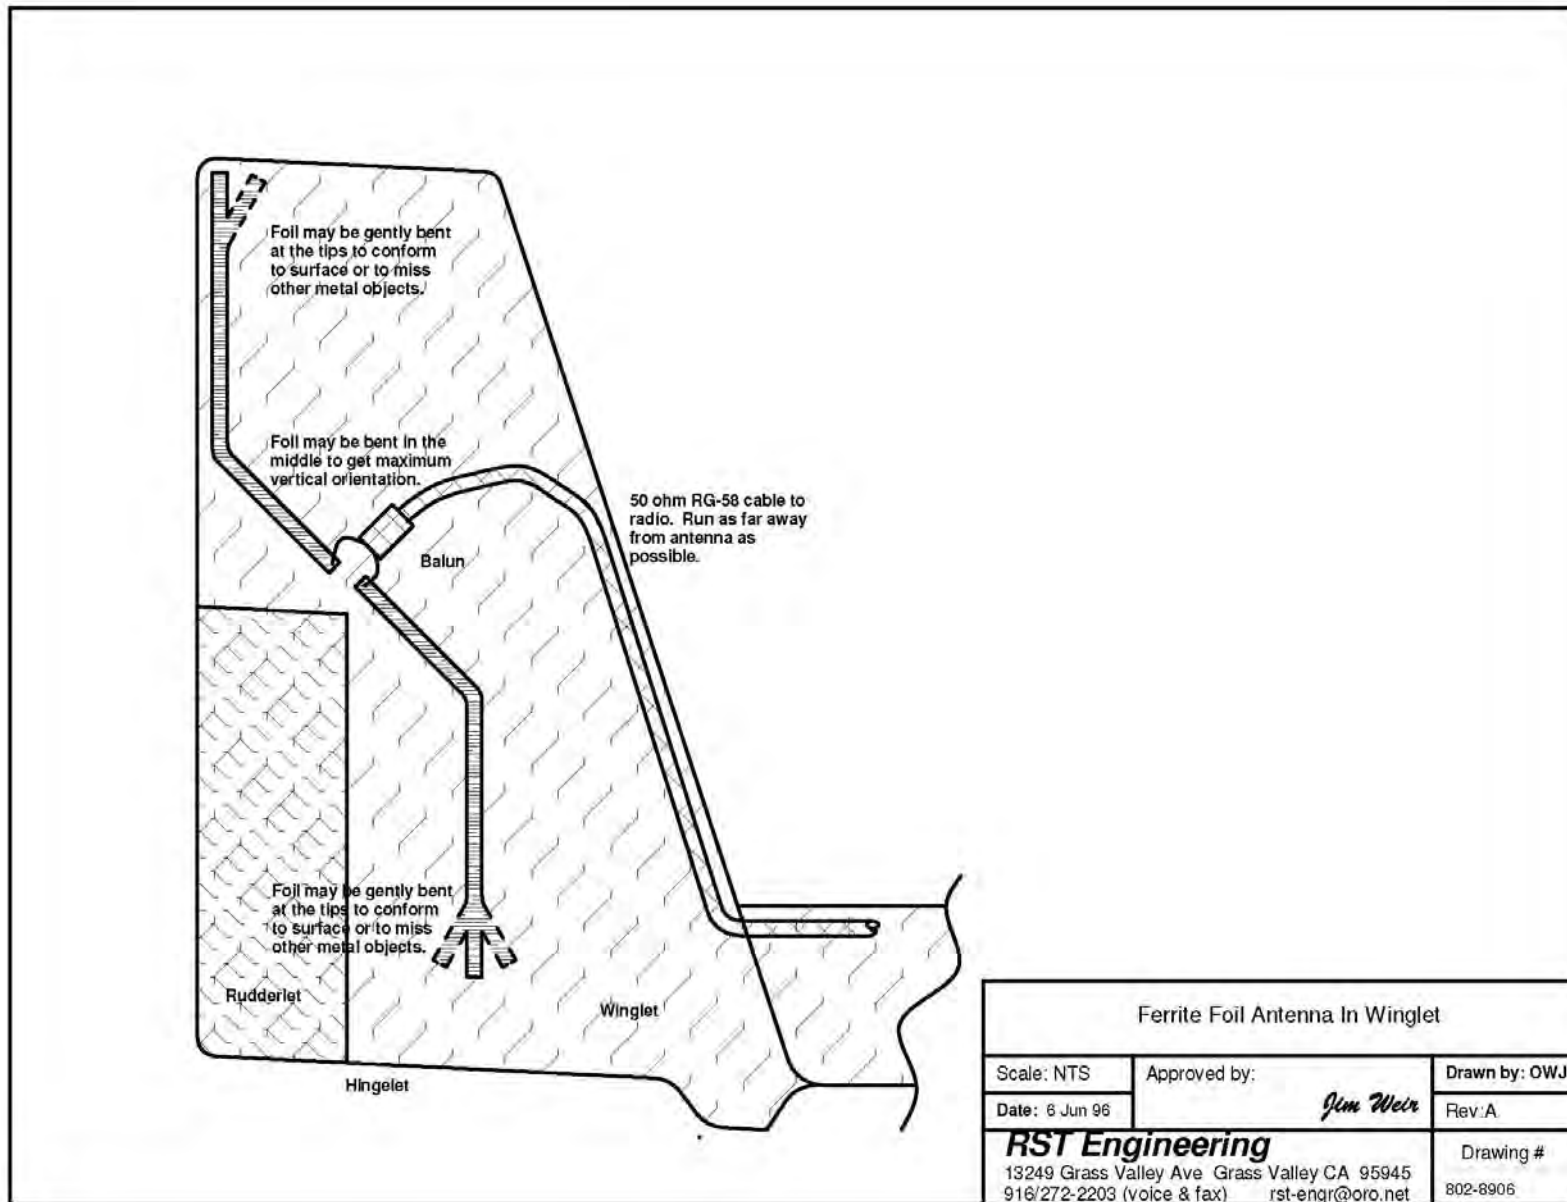 Foil may be gently bent
at the tips to conform
to surface or to miss
other metal objects.
Foil may be bent in the
middle to get maximum
vertical orientation.
50 ohm RG-58 cable to
radio. Run as far away
from antenna as
possible.
Balun
Foil may be gently bent
at the tips to conform
to surface or to miss
other metal objects.
Rudderlet
Winglet
Hingelet
Ferrite Foil Antenna In Winglet
Scale: NTS
Approved by:
Jim Weir
Drawn by: OWJ
Date: 6 Jun 96
Rev:A
RST Engineering
13249 Grass Valley Ave Grass Valley CA 95945
916/272-2203 (voice & fax) rst-engr@oro.net
Drawing #
802-8906